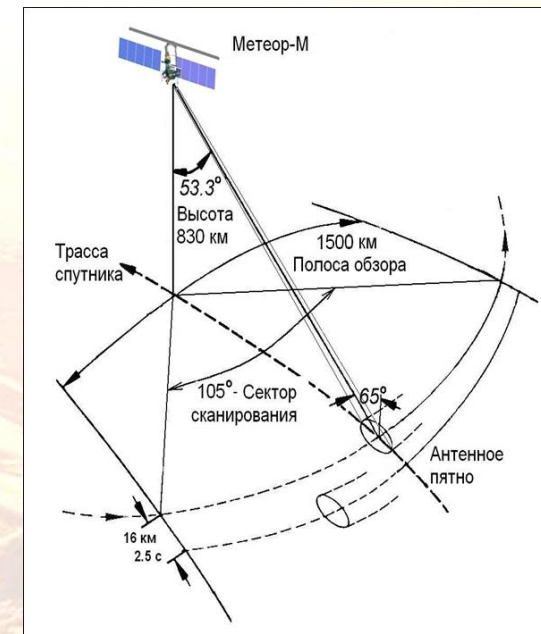 Метеор-М
53.3°
Высота
830 км
1500 км
Полоса обзора
Трасса
спутника
105°- Сектор
сканирования
65°
Антенное
пятно
16 км
2.5 с